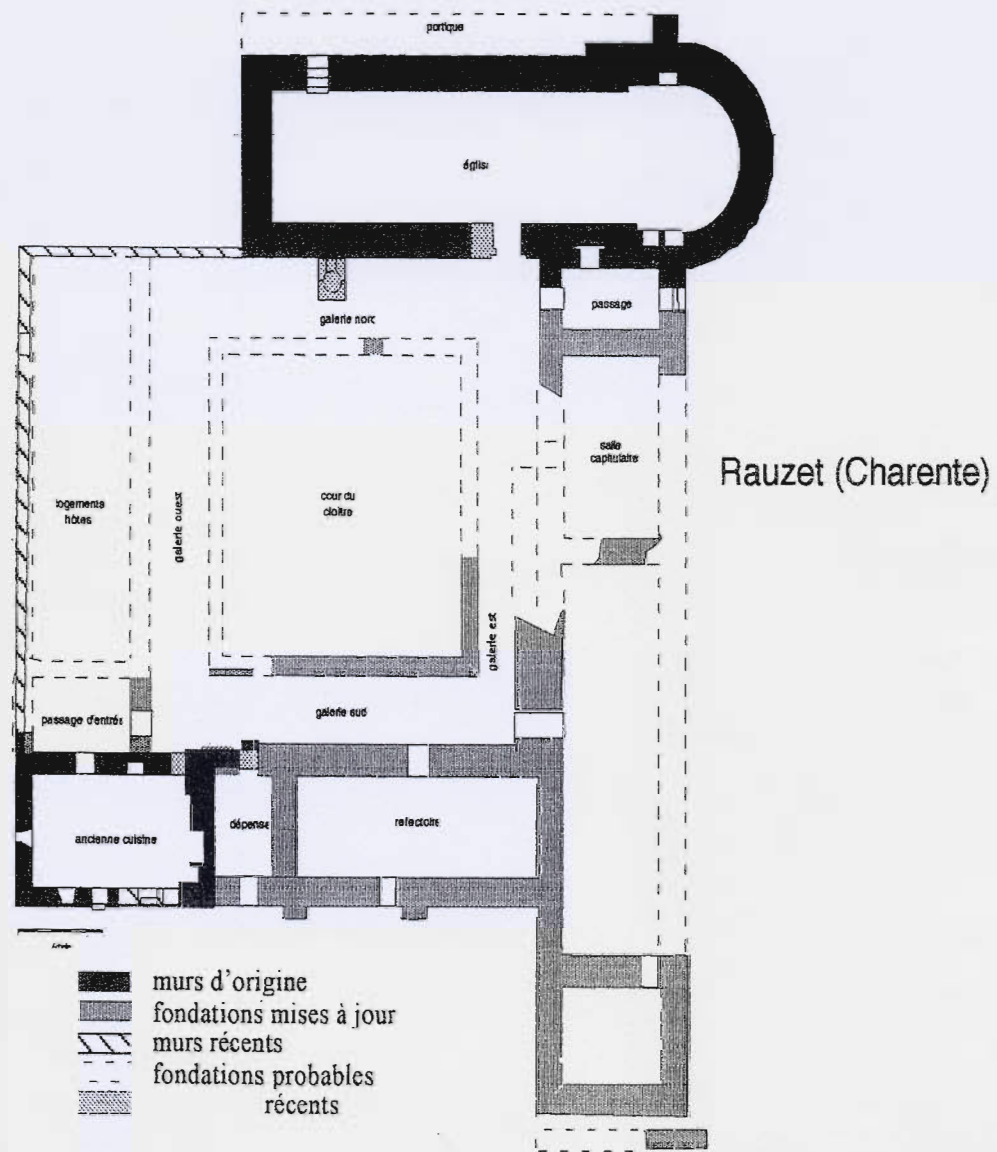 portique
église
passage
galerie nord
salle
capitulaire
Rauzet (Charente)
logements
hôtes
galerie ouest
cour du
cloître
galerie est
passage d'entrée
galerie sud
ancienne cuisine
dépense
refectoire
murs d'origine
fondations mises à jour
murs récents
fondations probables
récents